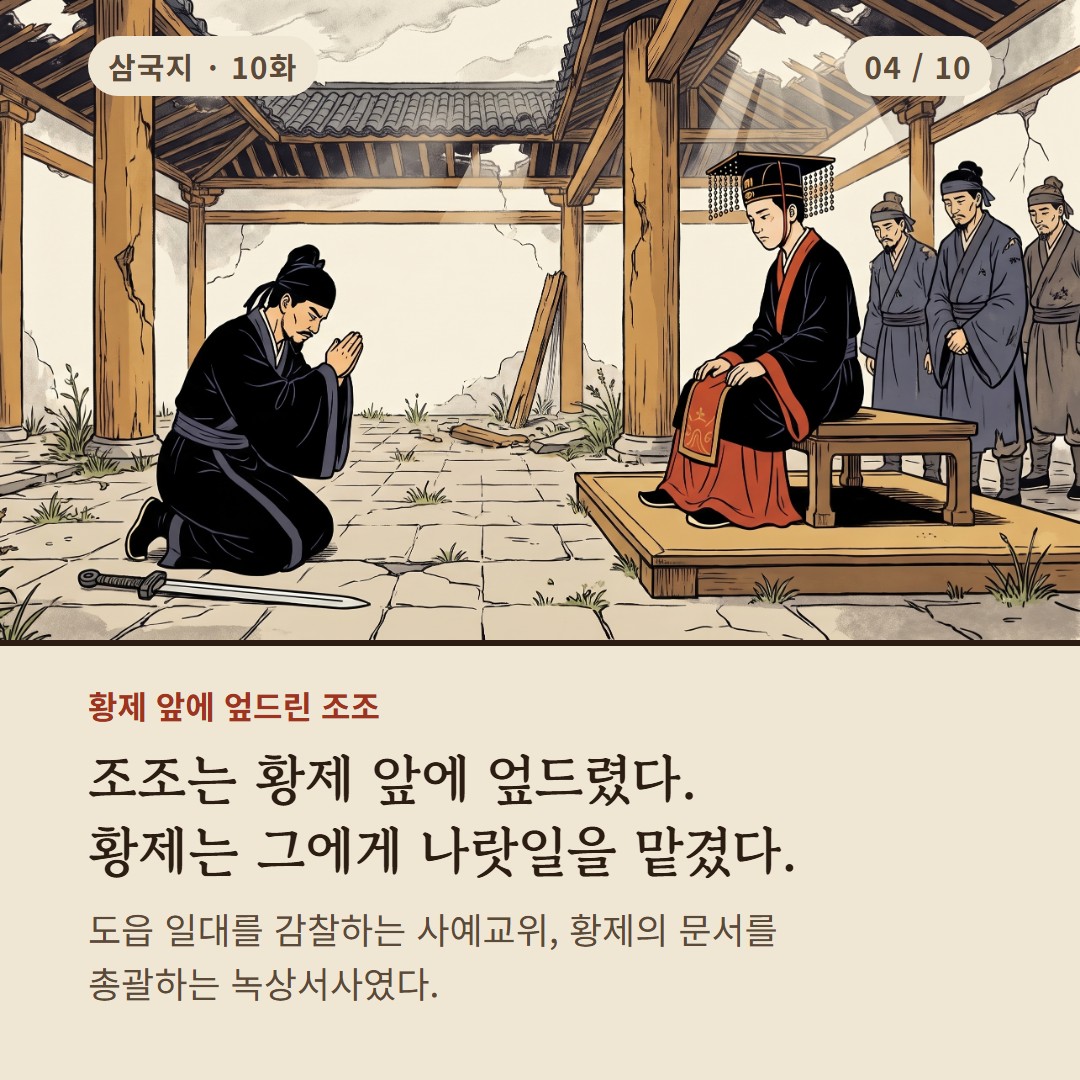 삼국지 · 10화
04 / 10
황제 앞에 엎드린 조조
조조는 황제 앞에 엎드렸다.
황제는 그에게 나랏일을 맡겼다.
도읍 일대를 감찰하는 사예교위, 황제의 문서를
총괄하는 녹상서사였다.